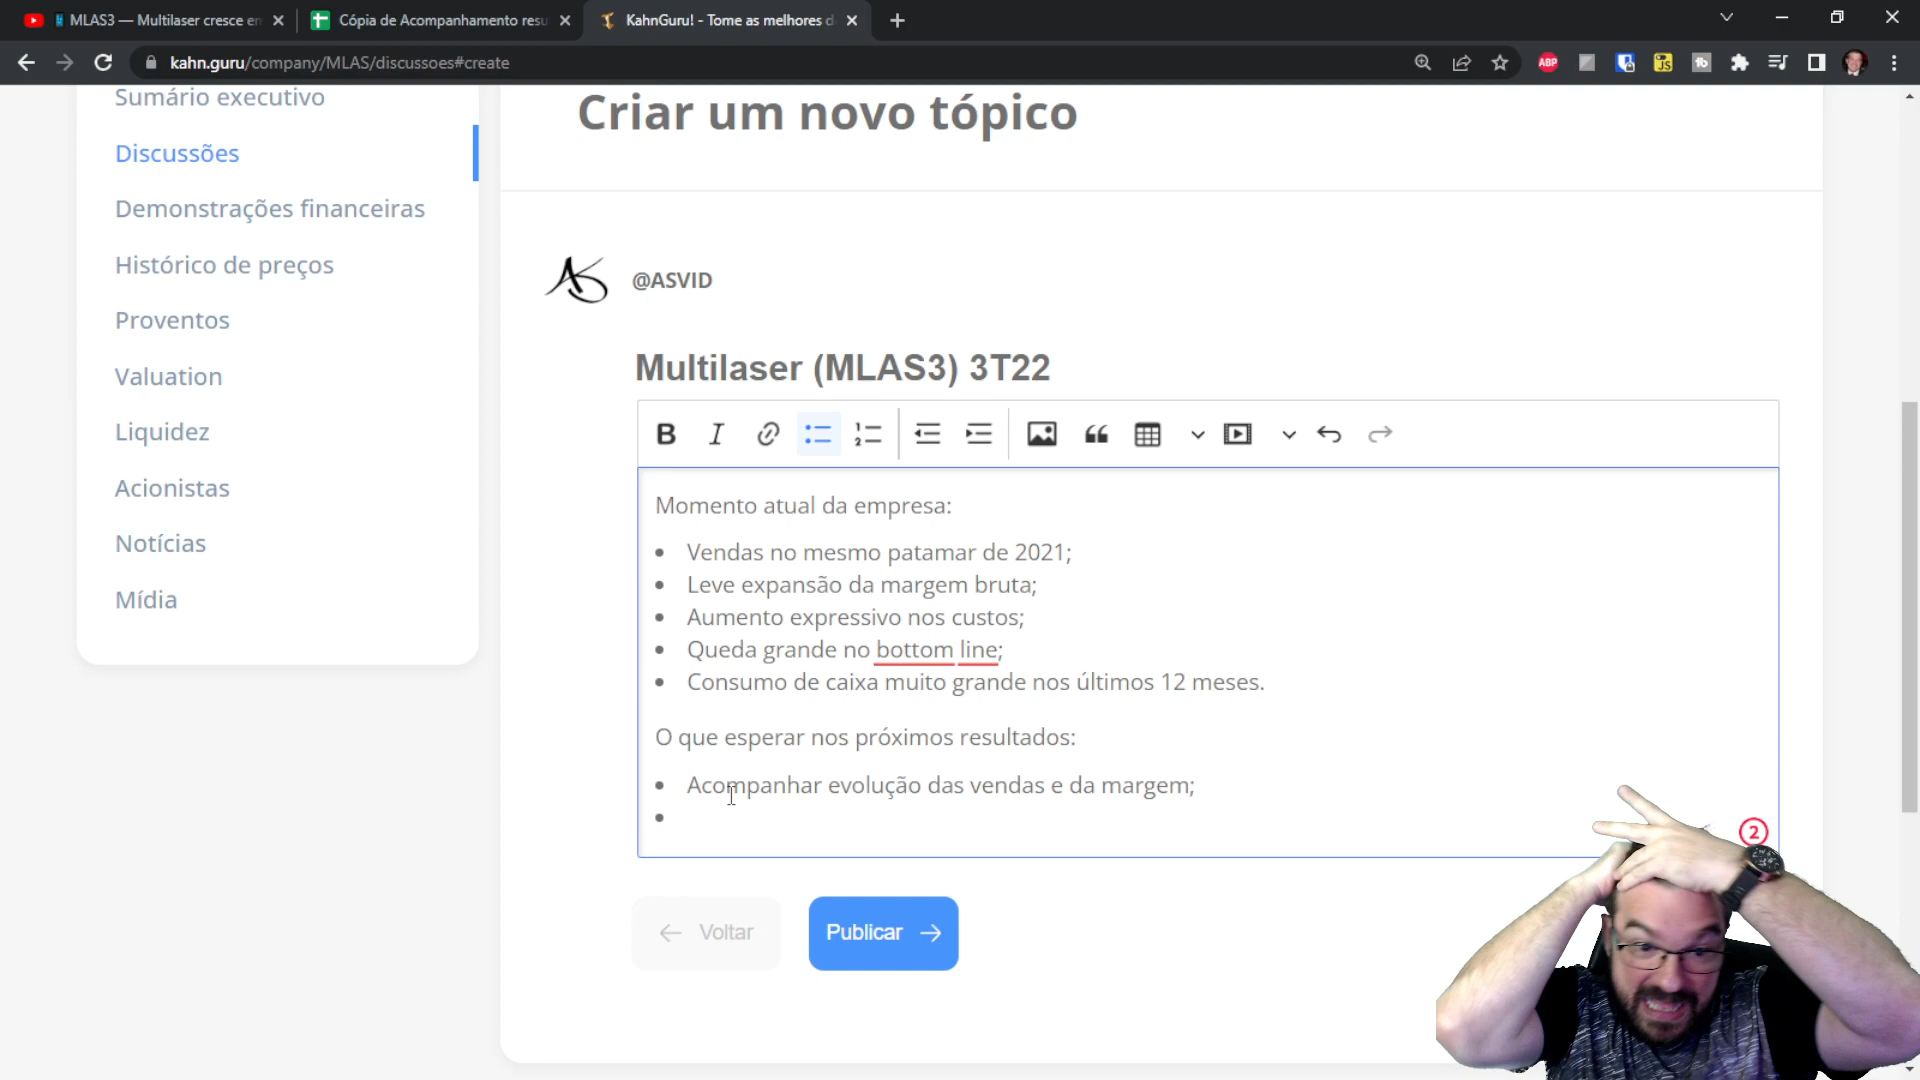 MLAS3 — Multilaser cresce en
Cópia de Acompanhamento resu
KahnGuru! - Tome as melhores d
kahn.guru/company/MLAS/discussoes#create
ABP
JS
Sumário executivo
Discussões
Demonstrações financeiras
Histórico de preços
Proventos
Valuation
Liquidez
Acionistas
Notícias
Mídia
Criar um novo tópico
AS
@ASVID
Multilaser (MLAS3) 3T22
B I
Momento atual da empresa:
• Vendas no mesmo patamar de 2021;
• Leve expansão da margem bruta;
• Aumento expressivo nos custos;
• Queda grande no bottom line;
• Consumo de caixa muito grande nos últimos 12 meses.
O que esperar nos próximos resultados:
• Acompanhar evolução das vendas e da margem;
•
2
← Voltar
Publicar →